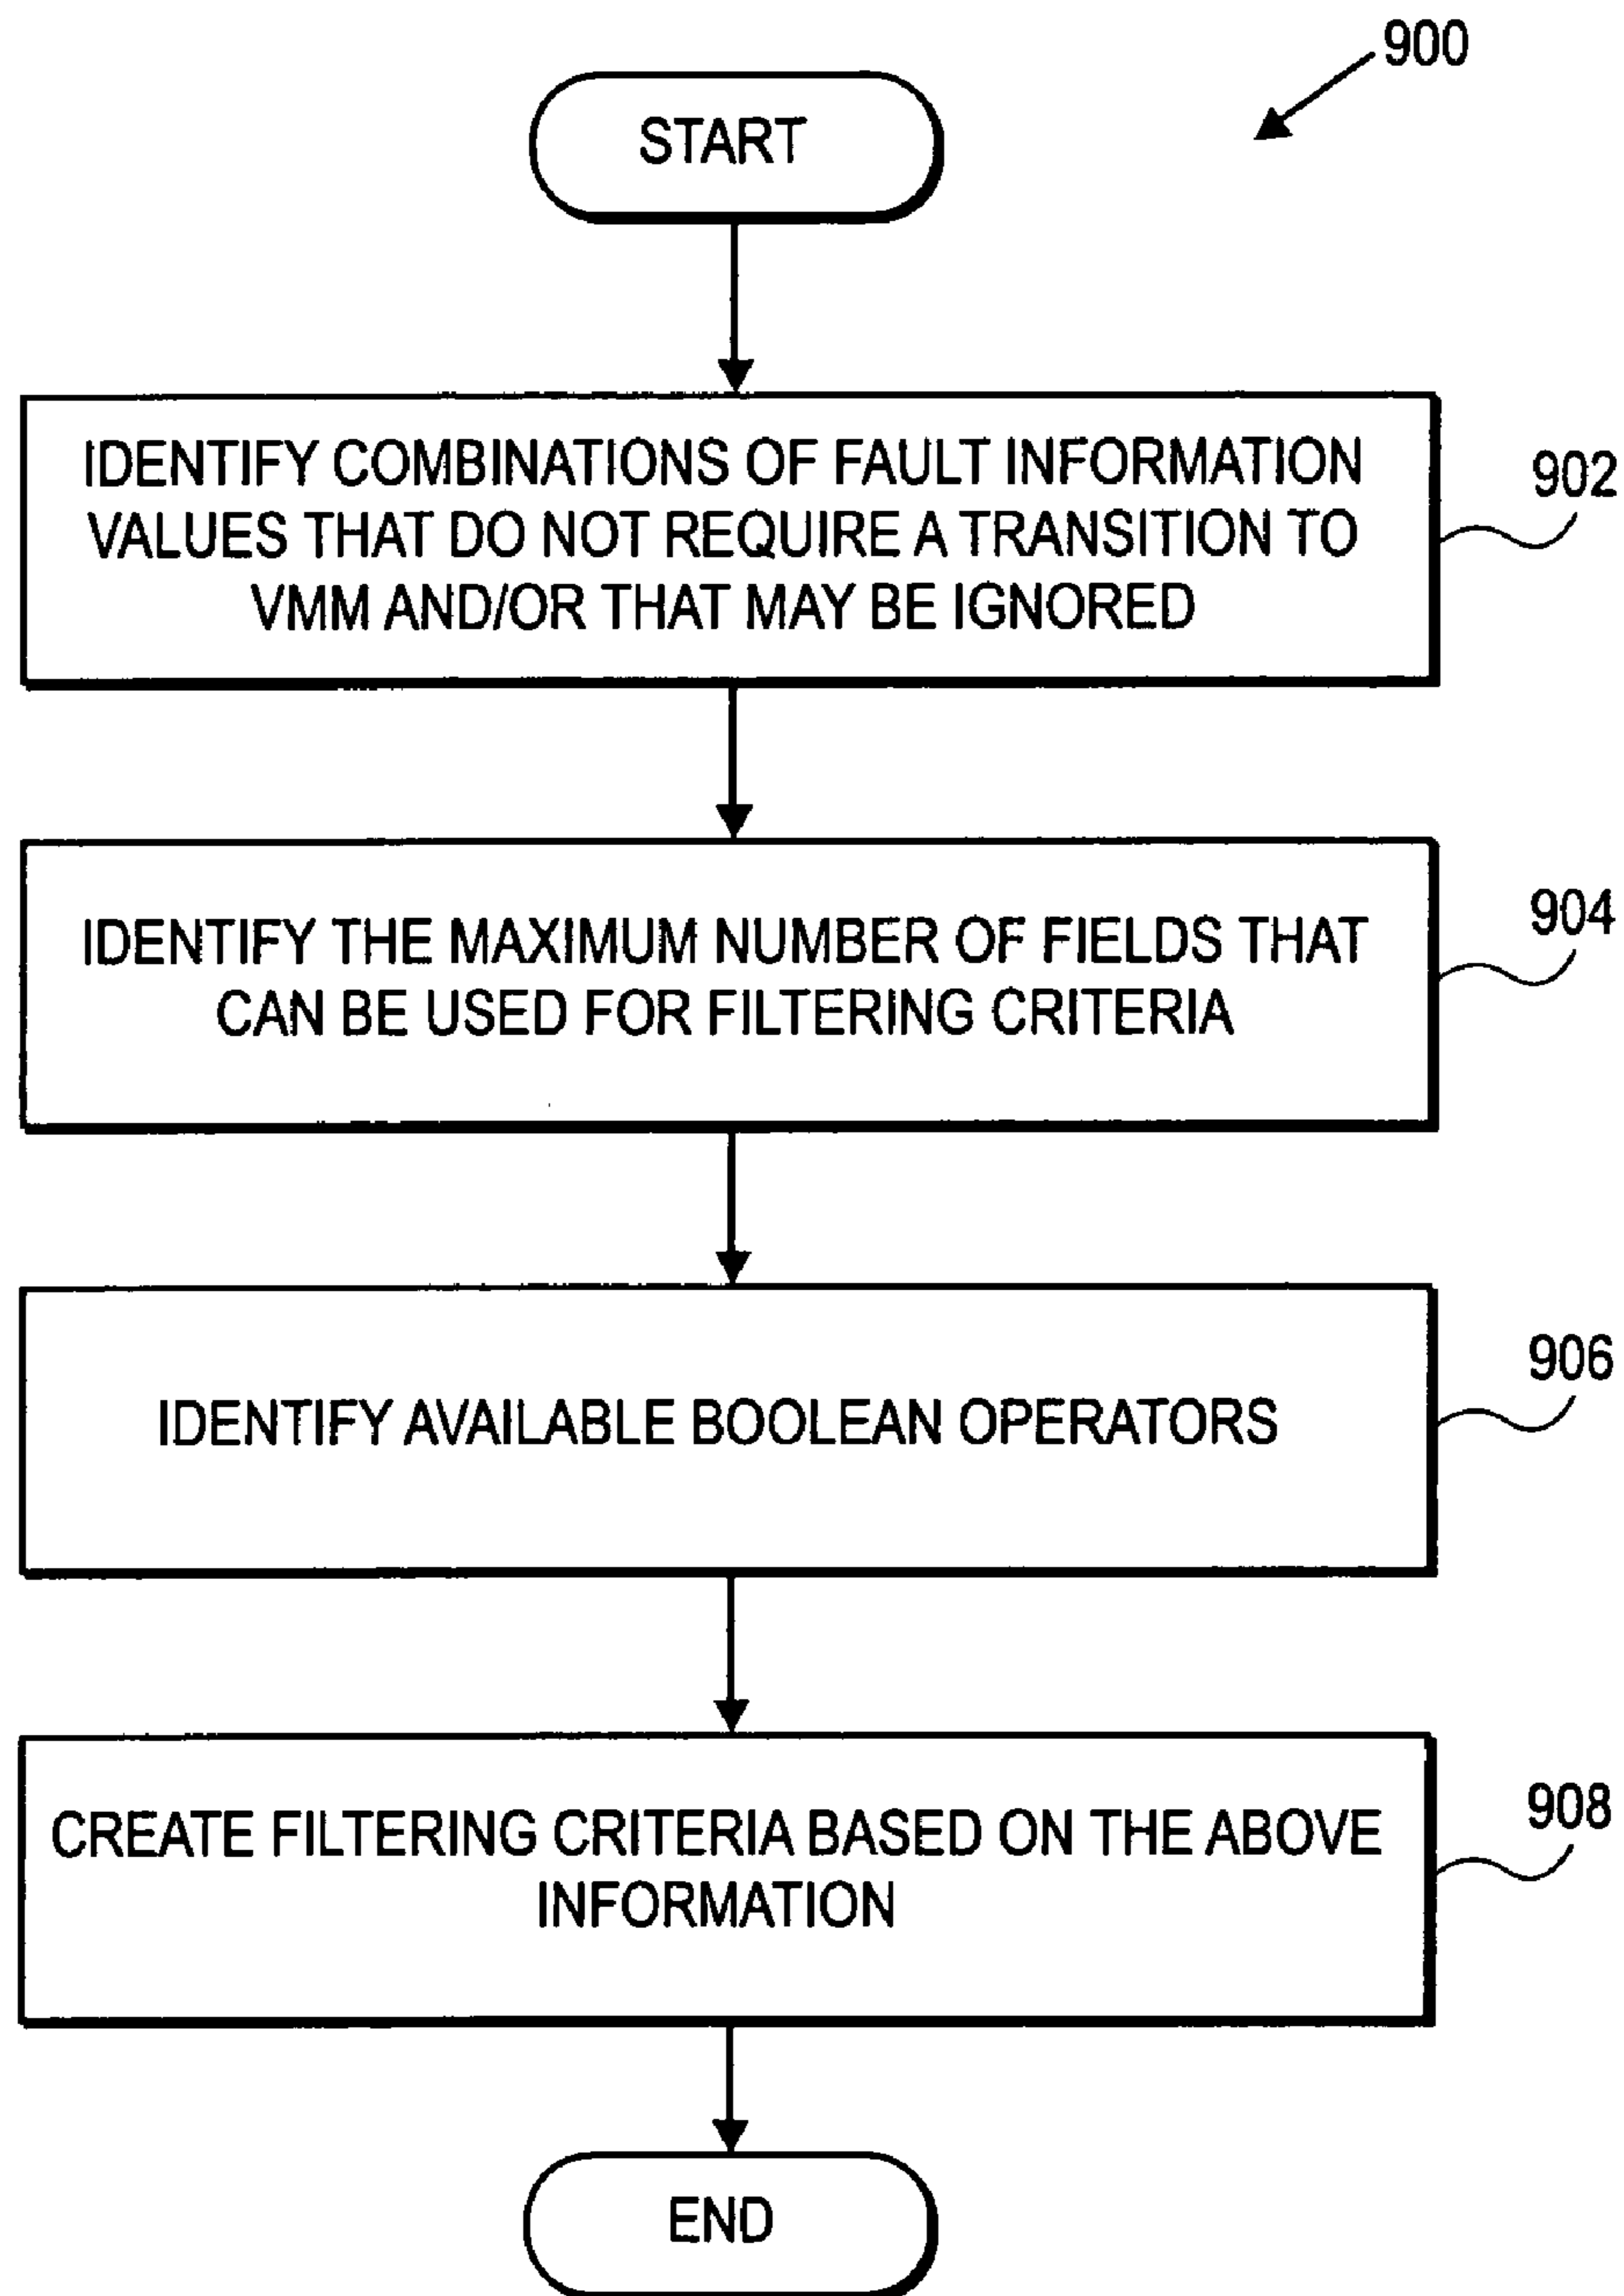 900
START
IDENTIFY COMBINATIONS OF FAULT INFORMATION
VALUES THAT DO NOT REQUIRE A TRANSITION TO
VMM AND/OR THAT MAY BE IGNORED
902
IDENTIFY THE MAXIMUM NUMBER OF FIELDS THAT
CAN BE USED FOR FILTERING CRITERIA
904
IDENTIFY AVAILABLE BOOLEAN OPERATORS
906
CREATE FILTERING CRITERIA BASED ON THE ABOVE
INFORMATION
908
END